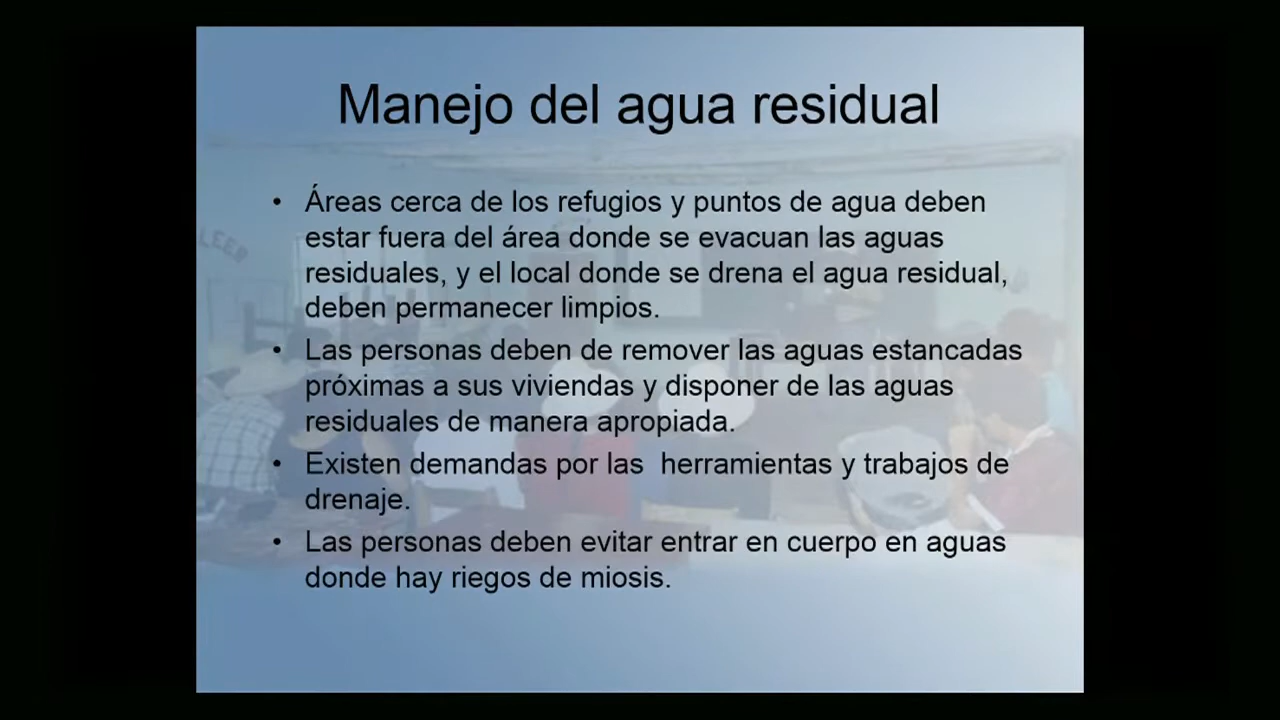 Manejo del agua residual
• Áreas cerca de los refugios y puntos de agua deben
estar fuera del área donde se evacuan las aguas
residuales, y el local donde se drena el agua residual,
deben permanecer limpios.
• Las personas deben de remover las aguas estancadas
próximas a sus viviendas y disponer de las aguas
residuales de manera apropiada.
• Existen demandas por las  herramientas y trabajos de
drenaje.
• Las personas deben evitar entrar en cuerpo en aguas
donde hay riegos de miosis.